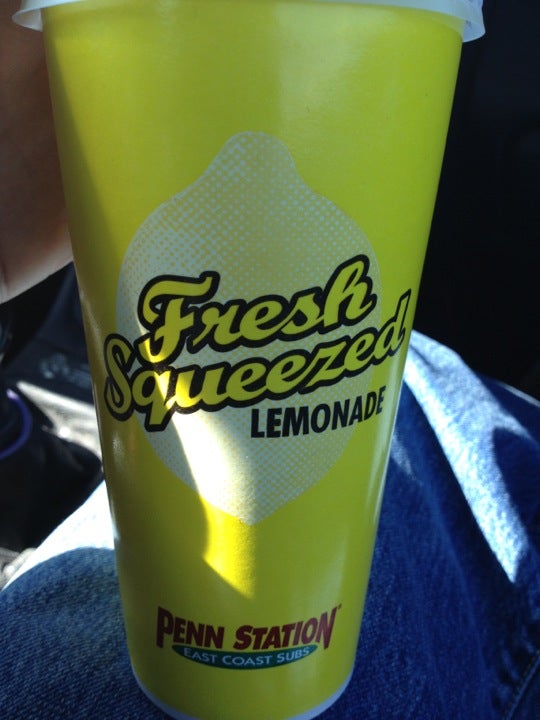 Fresh
Squeezed
LEMONADE
PENN STATION
EAST COAST SUBS